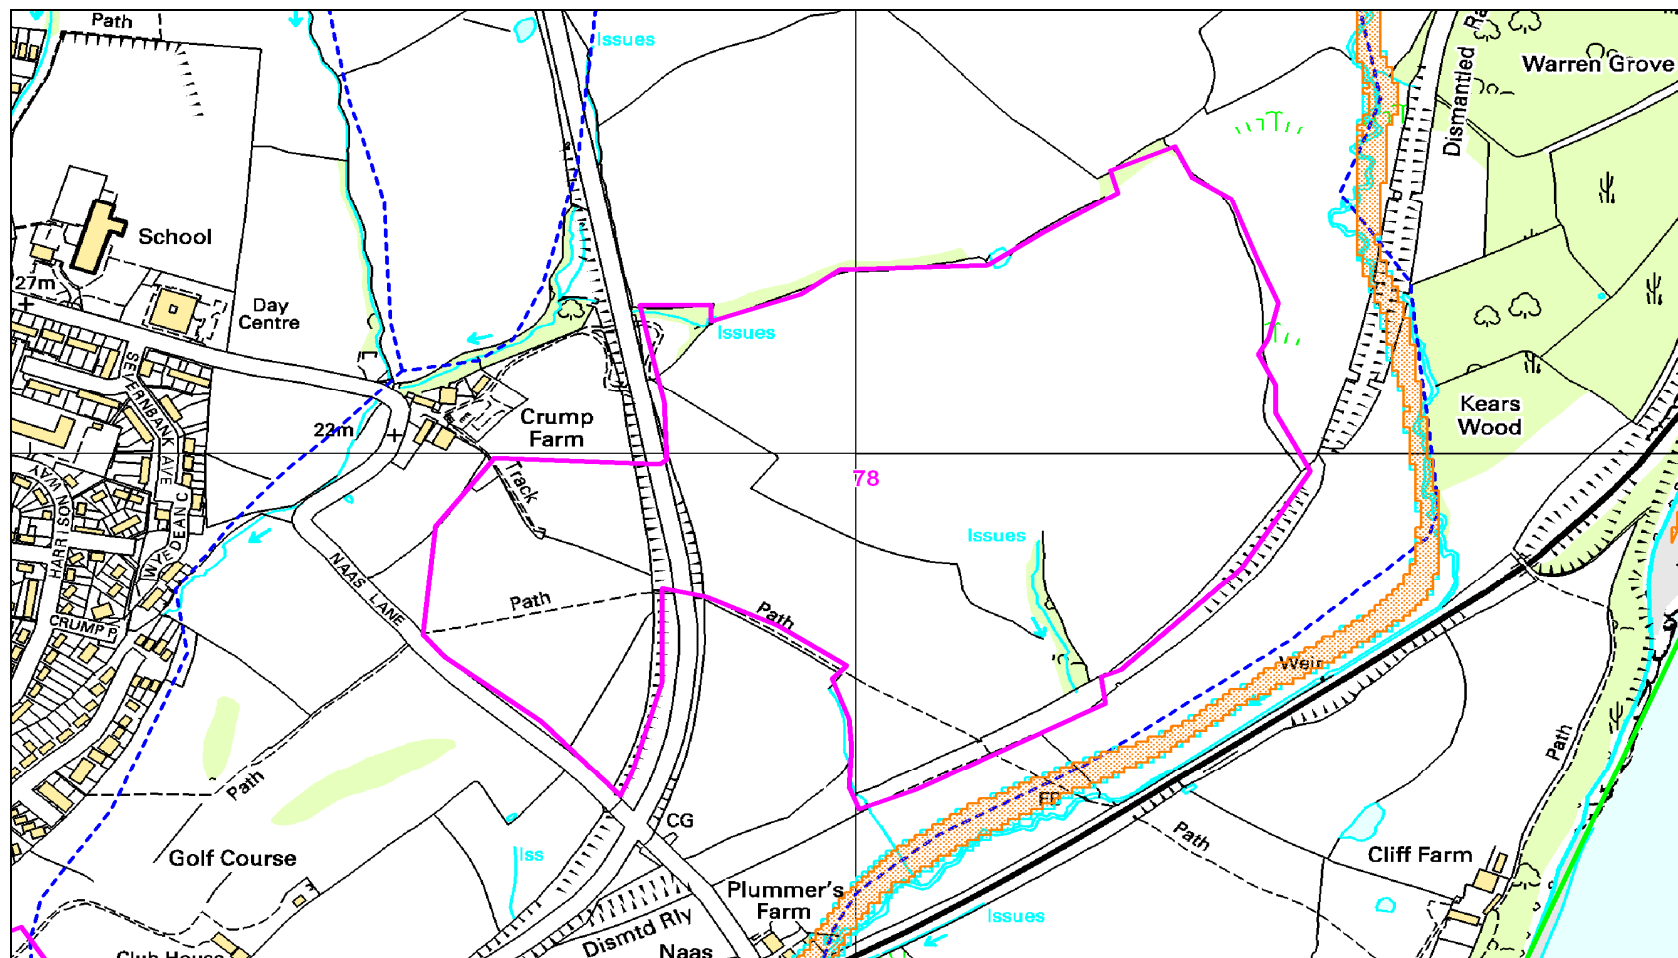 Path
Issues
Dismantled
Warren Grove
School
27m
Day
Centre
Issues
SEVERNBANK AVE
22m
Crump
Farm
Kears
Wood
78
Track
HARRISON WAY
WYE
DEAN C
Issues
NAAS LANE
Path
Path
CRUMP P
Weir
Path
Path
FB
CG
Path
Iss
Golf Course
Cliff Farm
Plummer's
Farm
Issues
Dismtd Rly
Naas
Club House